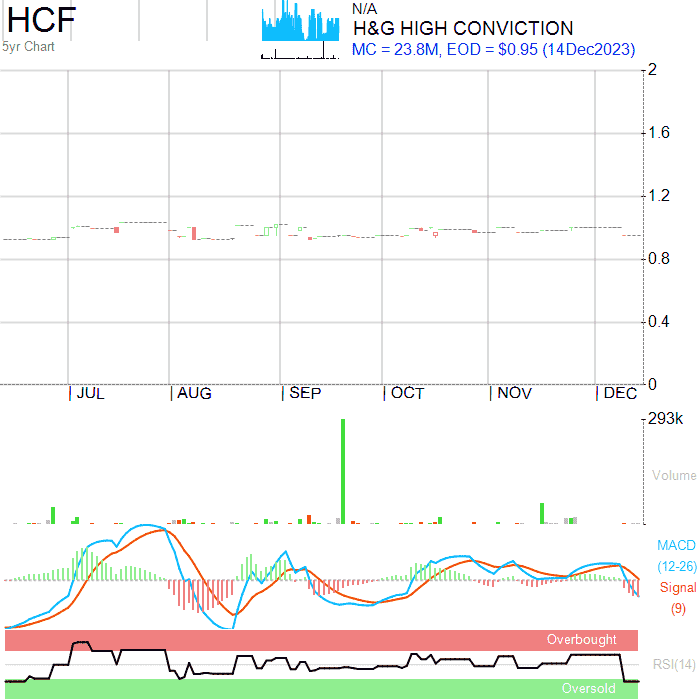 HCF
5yr Chart
N/A
H&G HIGH CONVICTION
MC = 23.8M, EOD = $0.95 (14Dec2023)
2
1.6
1.2
0.8
0.4
0
JUL AUG SEP OCT NOV DEC
293k
Volume
MACD
(12-26)
Signal
(9)
Overbought
RSI(14)
Oversold